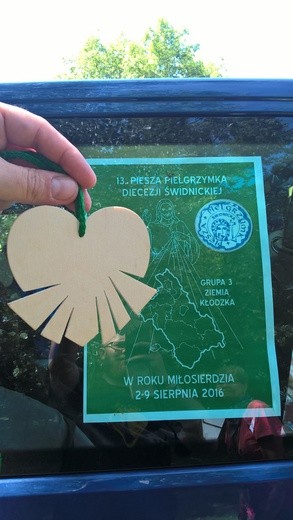 13. PIESZA PIELGRZYMKA
DIECEZJI ŚWIDNICKIEJ
GRUPA 3
ZIEMIA
KŁODZKA
W ROKU MIŁOSIERDZIA
2-9 SIERPNIA 2016